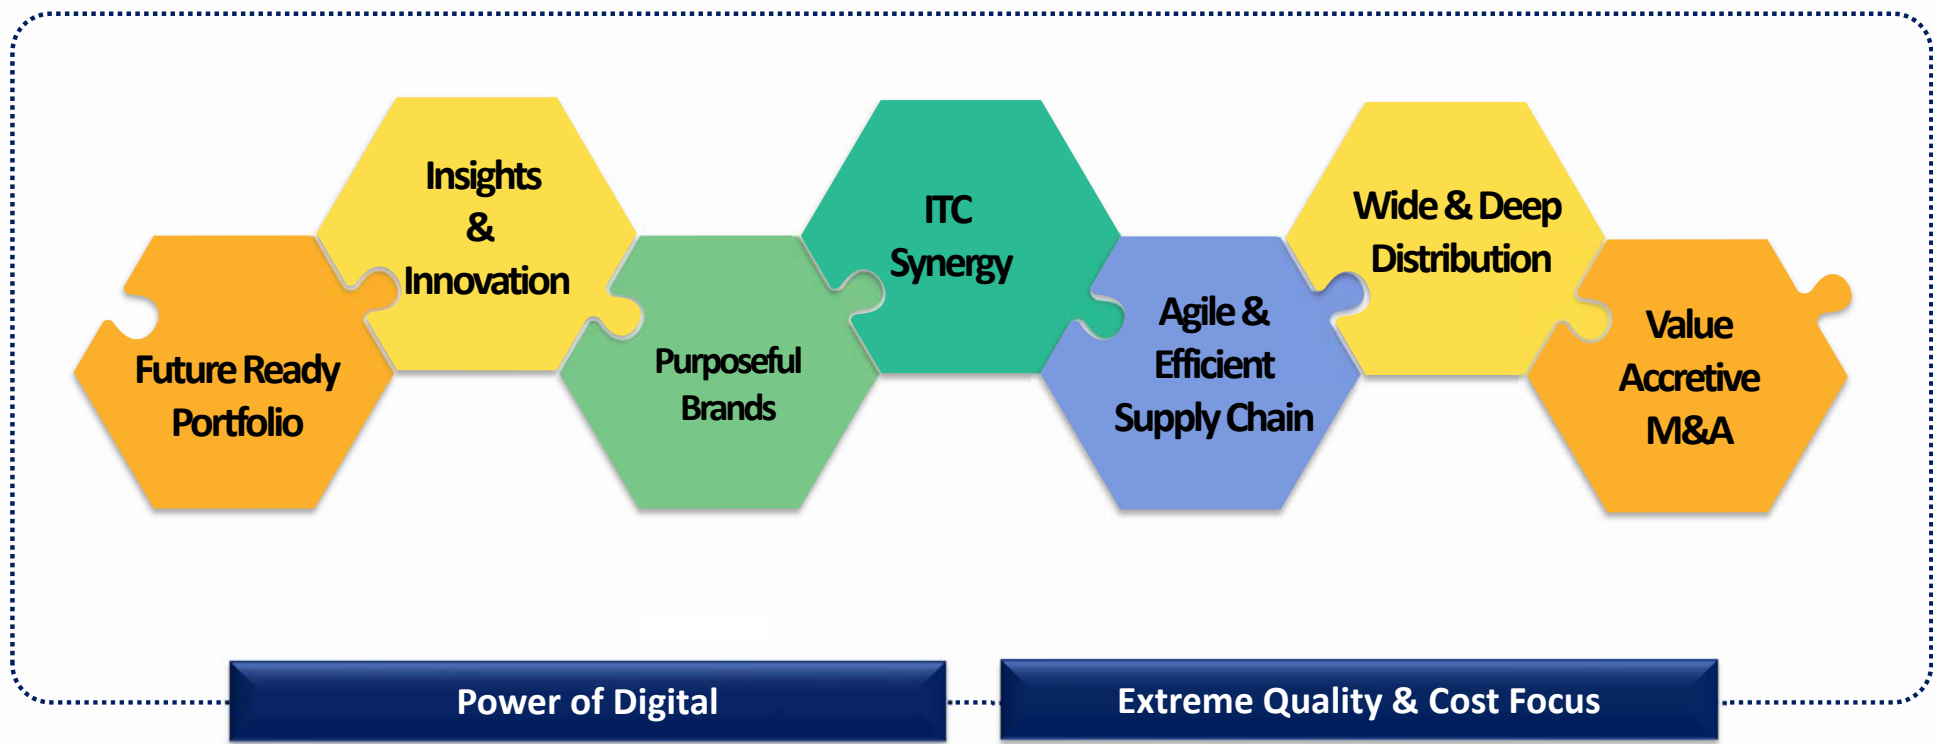 Future Ready
Portfolio
Insights
&
Innovation
Purposeful
Brands
ITC
Synergy
Agile &
Efficient
Supply Chain
Wide & Deep
Distribution
Value
Accretive
M&A
Power of Digital
Extreme Quality & Cost Focus